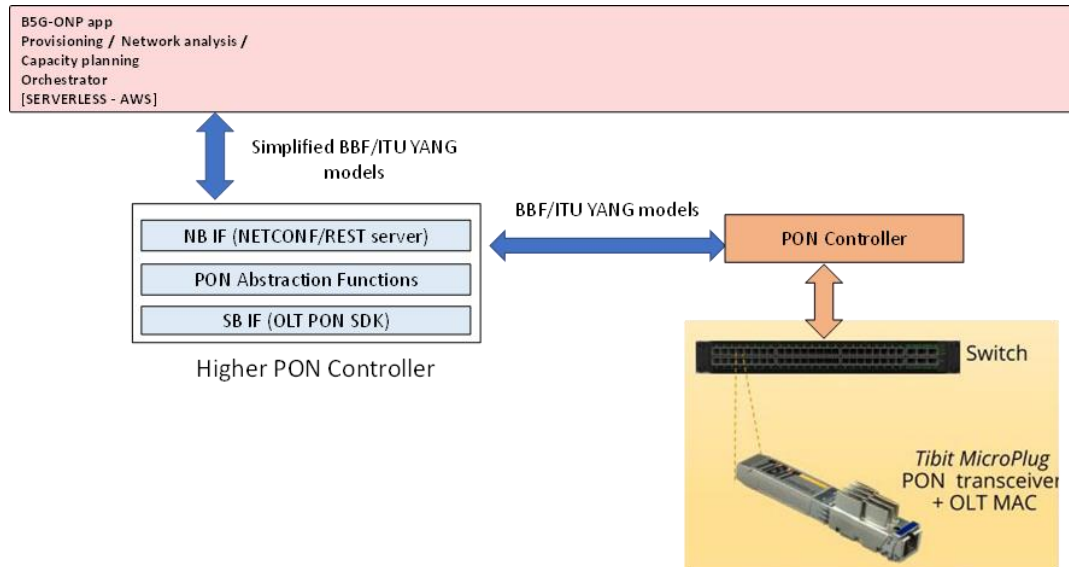 B5G-ONP app
Provisioning / Network analysis /
Capacity planning
Orchestrator
[SERVERLESS - AWS]
Simplified BBF/ITU YANG
models
BBF/ITU YANG models
NB IF (NETCONF/REST server)
PON Abstraction Functions
SB IF (OLT PON SDK)
Higher PON Controller
PON Controller
Switch
Tibit MicroPlug
PON transceiver
+ OLT MAC